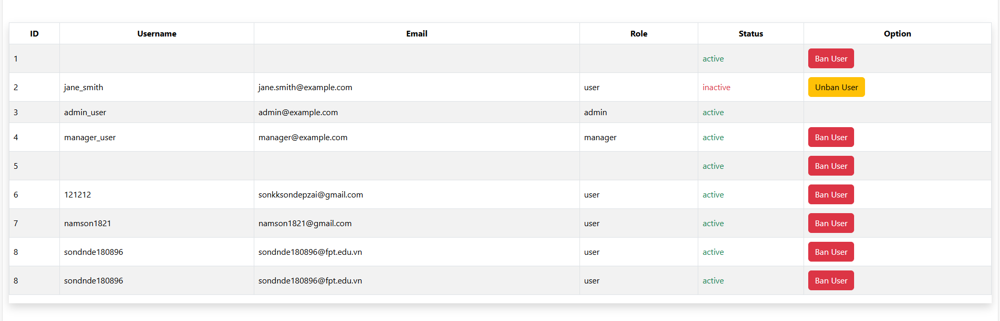 ID Username Email Role Status Option
1 active Ban User
2 jane_smith jane.smith@example.com user inactive Unban User
3 admin_user admin@example.com admin active
4 manager_user manager@example.com manager active Ban User
5 active Ban User
6 121212 sonkksondepzai@gmail.com user active Ban User
7 namson1821 namson1821@gmail.com user active Ban User
8 sondnde180896 sondnde180896@fpt.edu.vn user active Ban User
8 sondnde180896 sondnde180896@fpt.edu.vn user active Ban User